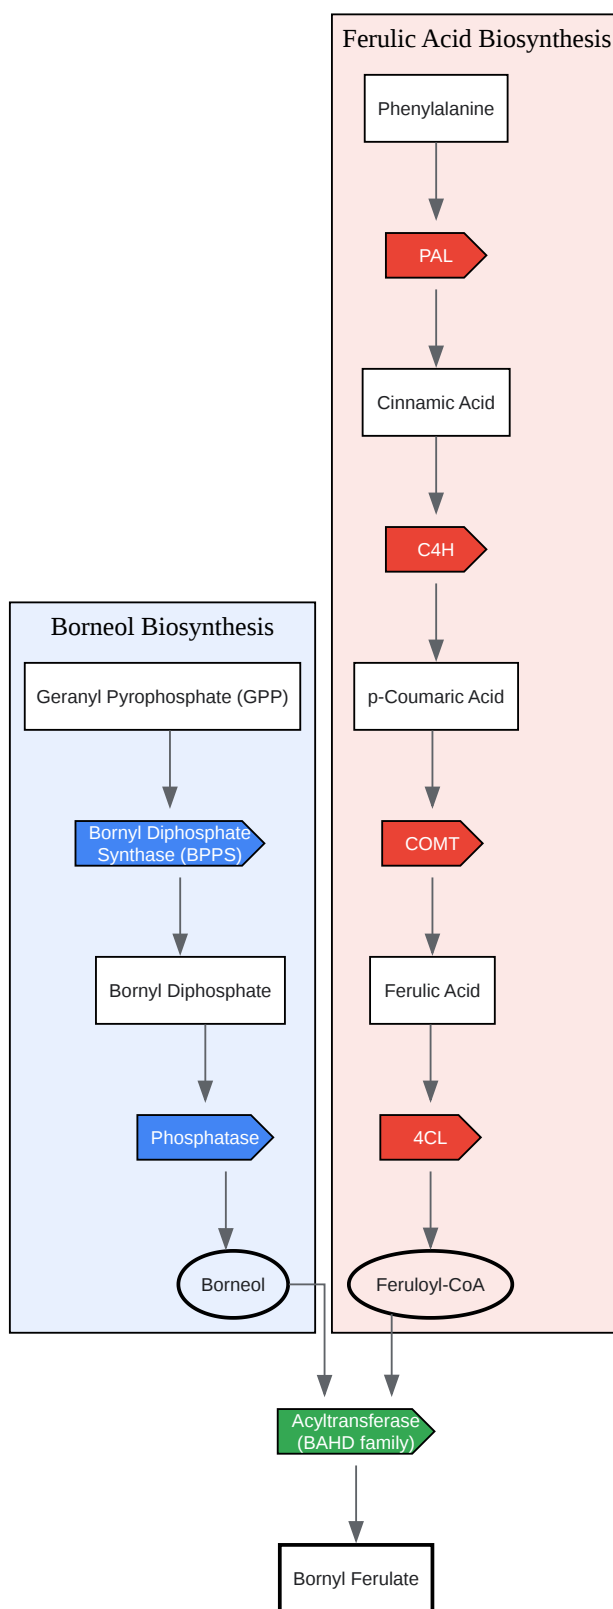 Ferulic Acid Biosynthesis
Phenylalanine
PAL
Cinnamic Acid
C4H
p-Coumaric Acid
COMT
Ferulic Acid
4CL
Feruloyl-CoA
Borneol Biosynthesis
Geranyl Pyrophosphate (GPP)
Bornyl Diphosphate
Synthase (BPPS)
Bornyl Diphosphate
Phosphatase
Borneol
Acyltransferase
(BAHD family)
Bornyl Ferulate